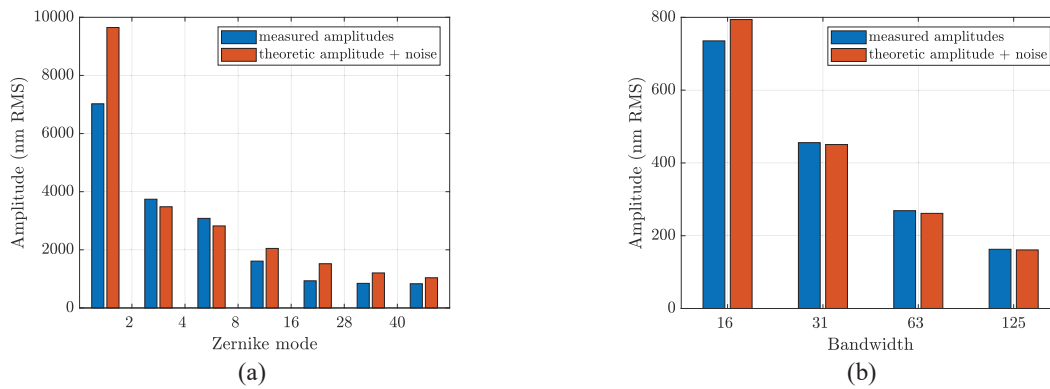 10000
8000
6000
4000
2000
0
Amplitude (nm RMS)
measured amplitudes
theoretic amplitude + noise
2 4 8 16 28 40
Zernike mode
(a)
800
600
400
200
0
Amplitude (nm RMS)
measured amplitudes
theoretic amplitude + noise
16 31 63 125
Bandwidth
(b)